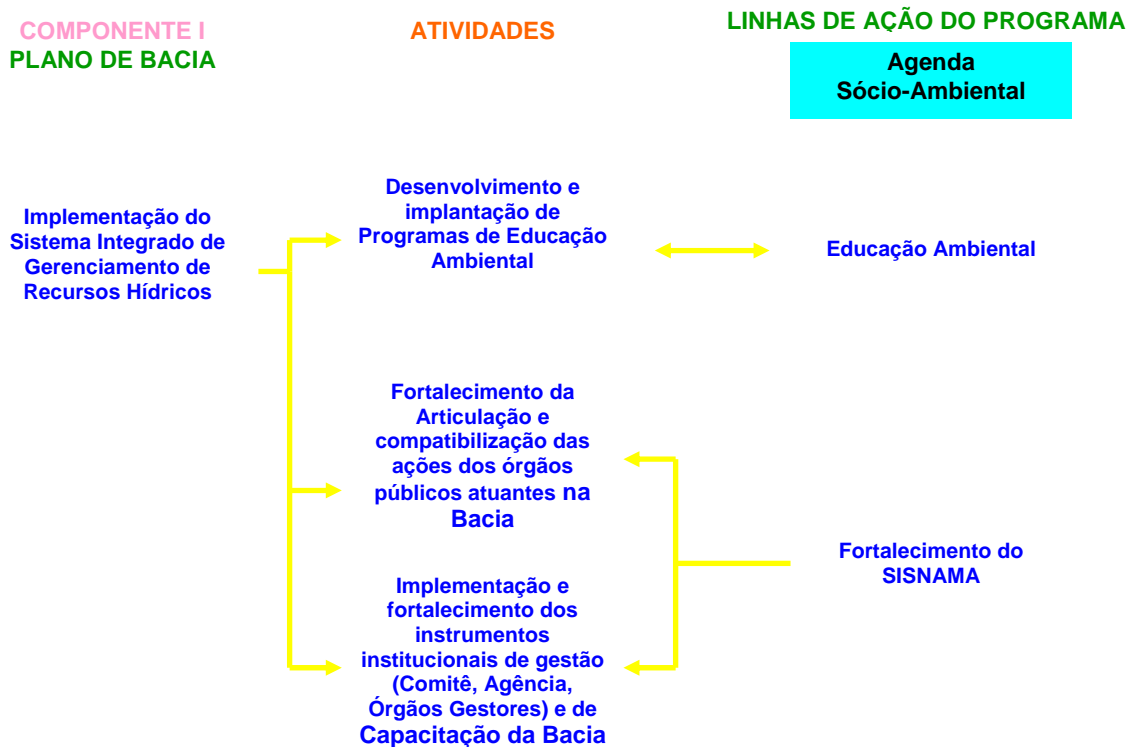 COMPONENTE I
PLANO DE BACIA
ATIVIDADES
LINHAS DE AÇÃO DO PROGRAMA
Agenda
Sócio-Ambiental
Implementação do
Sistema Integrado de
Gerenciamento de
Recursos Hídricos
Desenvolvimento e
implantação de
Programas de Educação
Ambiental
Educação Ambiental
Fortalecimento da
Articulação e
compatibilização das
ações dos órgãos
públicos atuantes na
Bacia
Fortalecimento do
SISNAMA
Implementação e
fortalecimento dos
instrumentos
institucionais de gestão
(Comitê, Agência,
Órgãos Gestores) e de
Capacitação da Bacia